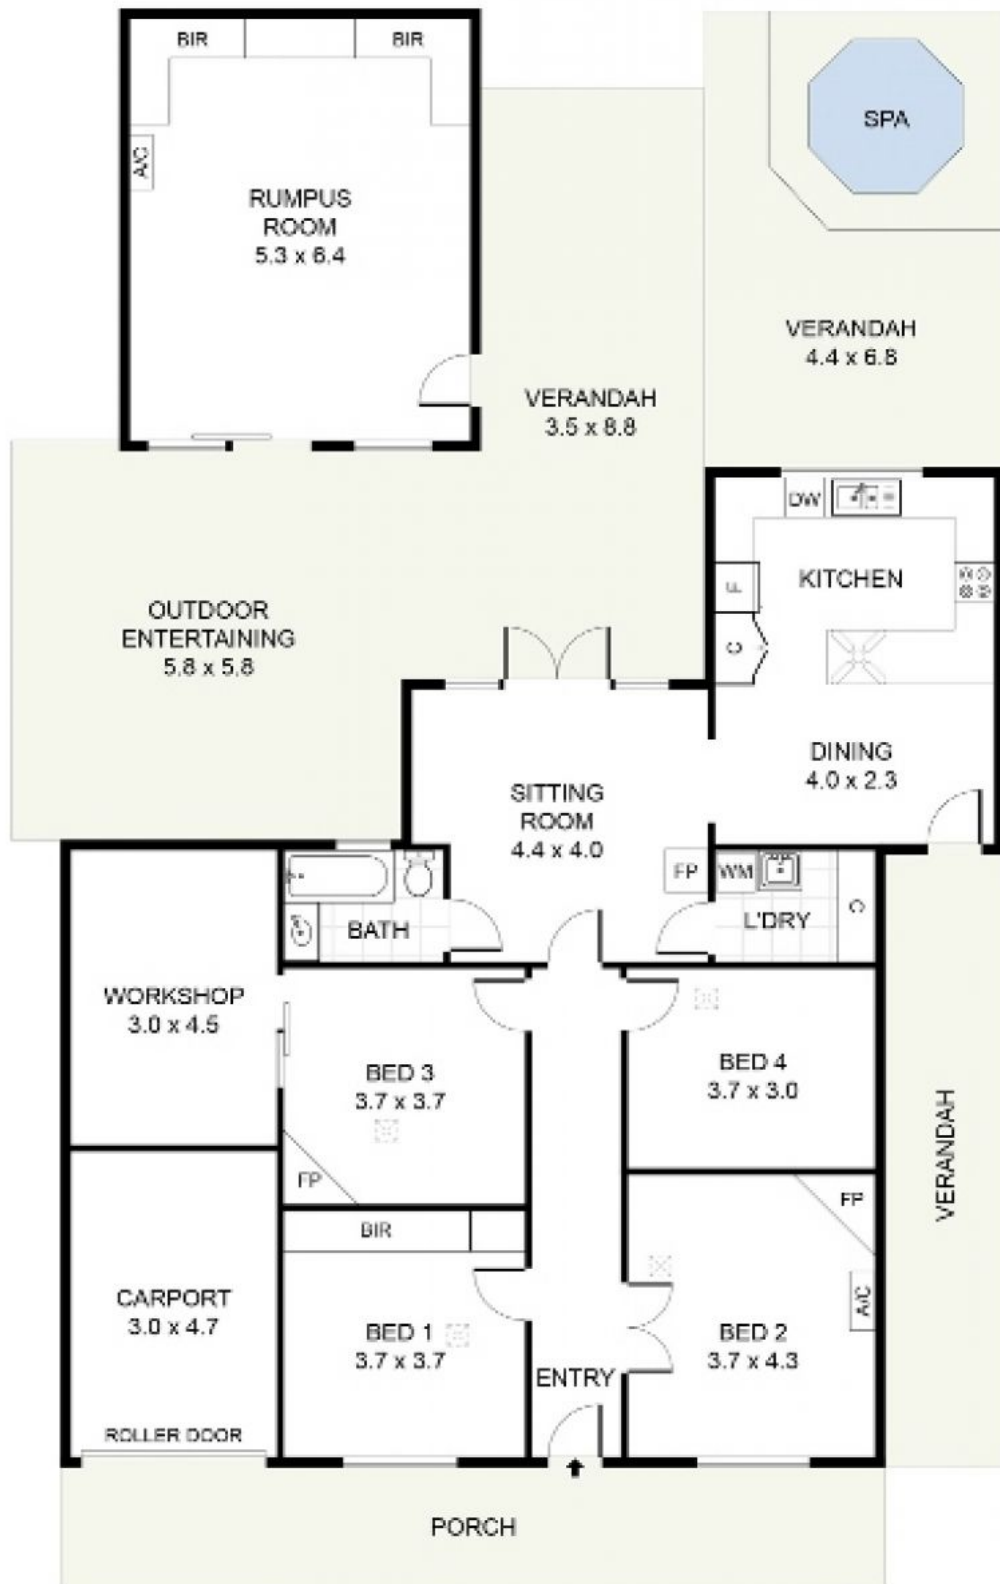 BIR
BIR
A/C
RUMPUS
ROOM
5.3 x 6.4
SPA
VERANDAH
4.4 x 6.8
VERANDAH
3.5 x 8.8
DW
KITCHEN
F
C
OUTDOOR
ENTERTAINING
5.8 x 5.8
DINING
4.0 x 2.3
SITTING
ROOM
4.4 x 4.0
FP
WM
L'DRY
C
BATH
WORKSHOP
3.0 x 4.5
BED 3
3.7 x 3.7
FP
BED 4
3.7 x 3.0
VERANDAH
BIR
FP
A/C
CARPORT
3.0 x 4.7
ROLLER DOOR
BED 1
3.7 x 3.7
ENTRY
BED 2
3.7 x 4.3
PORCH